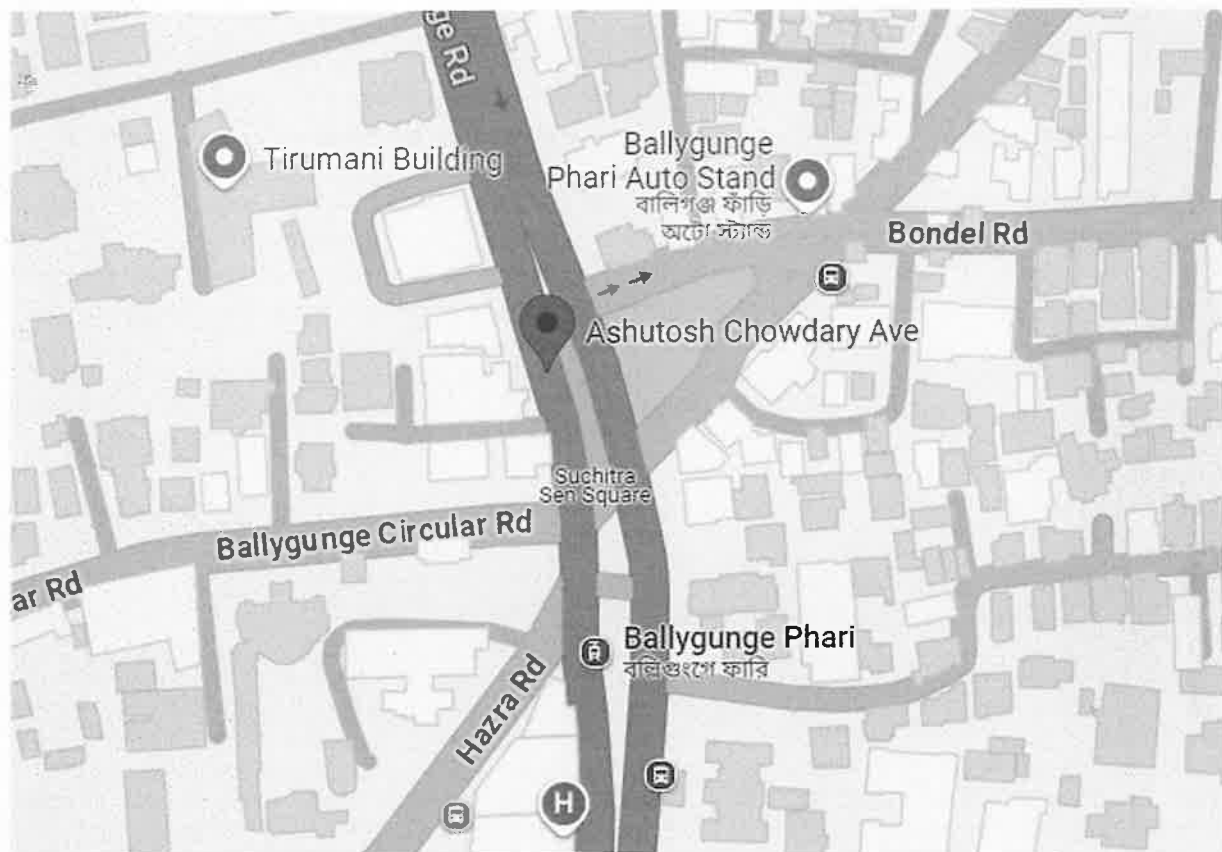 ge Rd
Tirumani Building
Ballygunge
Phari Auto Stand
বালিগঞ্জ ফাঁড়ি
অটো স্ট্যান্ড
Bondel Rd
Ashutosh Chowdary Ave
Suchitra
Sen Square
Ballygunge Circular Rd
ar Rd
Ballygunge Phari
বল্লিগুংগে ফারি
Hazra Rd
H